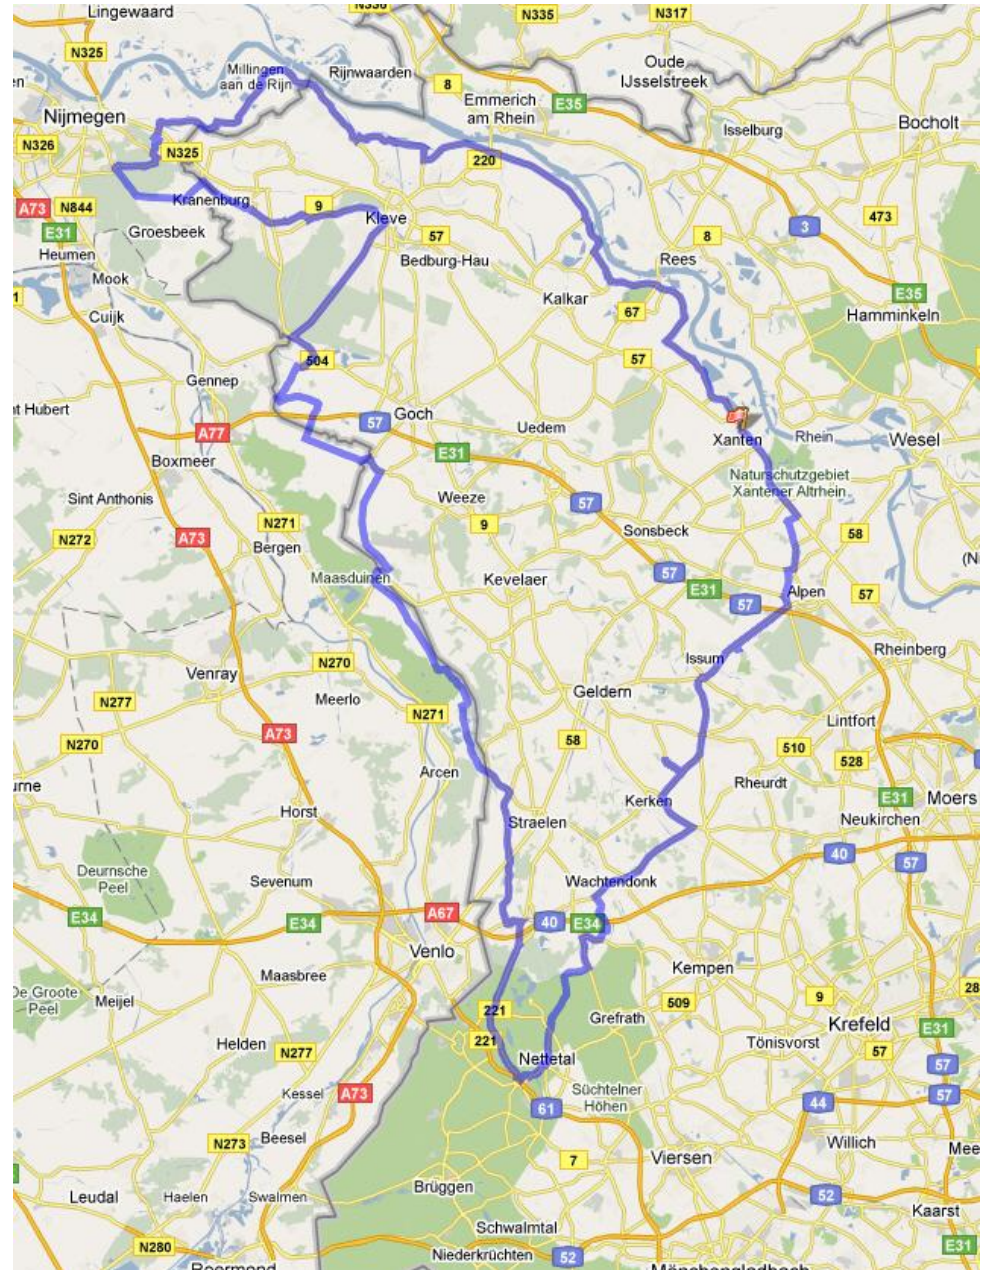 Lingewaard
N336
N335
N317
N325
Millingen
aan de Rijn
Rijnwaarden
Oude
IJsselstreek
8
Emmerich
am Rhein
E35
Nijmegen
Isselburg
Bocholt
N326
N325
220
Kranenburg
A73
N844
9
Kleve
473
E31
Groesbeek
57
8
3
Heumen
Bedburg-Hau
Rees
Mook
E35
Kalkar
Cuijk
67
Hamminkeln
504
57
Gennep
nt Hubert
Goch
57
A77
Uedem
Xanten
Rhein
Wesel
E31
Boxmeer
Naturschutzgebiet
Xantener Altrhein
Sint Anthonis
Weeze
57
N271
9
Sonsbeck
58
N272
A73
Bergen
57
Maasduinen
Kevelaer
E31
Alpen
57
57
Rheinberg
Issum
N270
Venray
Geldern
N277
Meerlo
N271
Lintfort
A73
58
N270
510
528
Arcen
Rheurdt
urne
E31
Moers
Kerken
Horst
Straelen
Neukirchen
40
57
Deurnsche
Peel
Sevenum
Wachtendonk
E34
E34
A67
40
E34
Venlo
Kempen
Maasbree
De Groote
Peel
Meijel
509
9
28
221
Grefrath
Krefeld
E31
221
Helden
N277
Tönisvorst
57
Nettetal
57
Kessel
A73
Süchtelner
Höhen
44
57
61
N273
Beesel
Willich
Mee
7
Viersen
Brüggen
Leudal
Haelen
Swalmen
52
Kaarst
Schwalmtal
N280
Niederkrüchten
52
E31
Roermond
Mönchengladbach